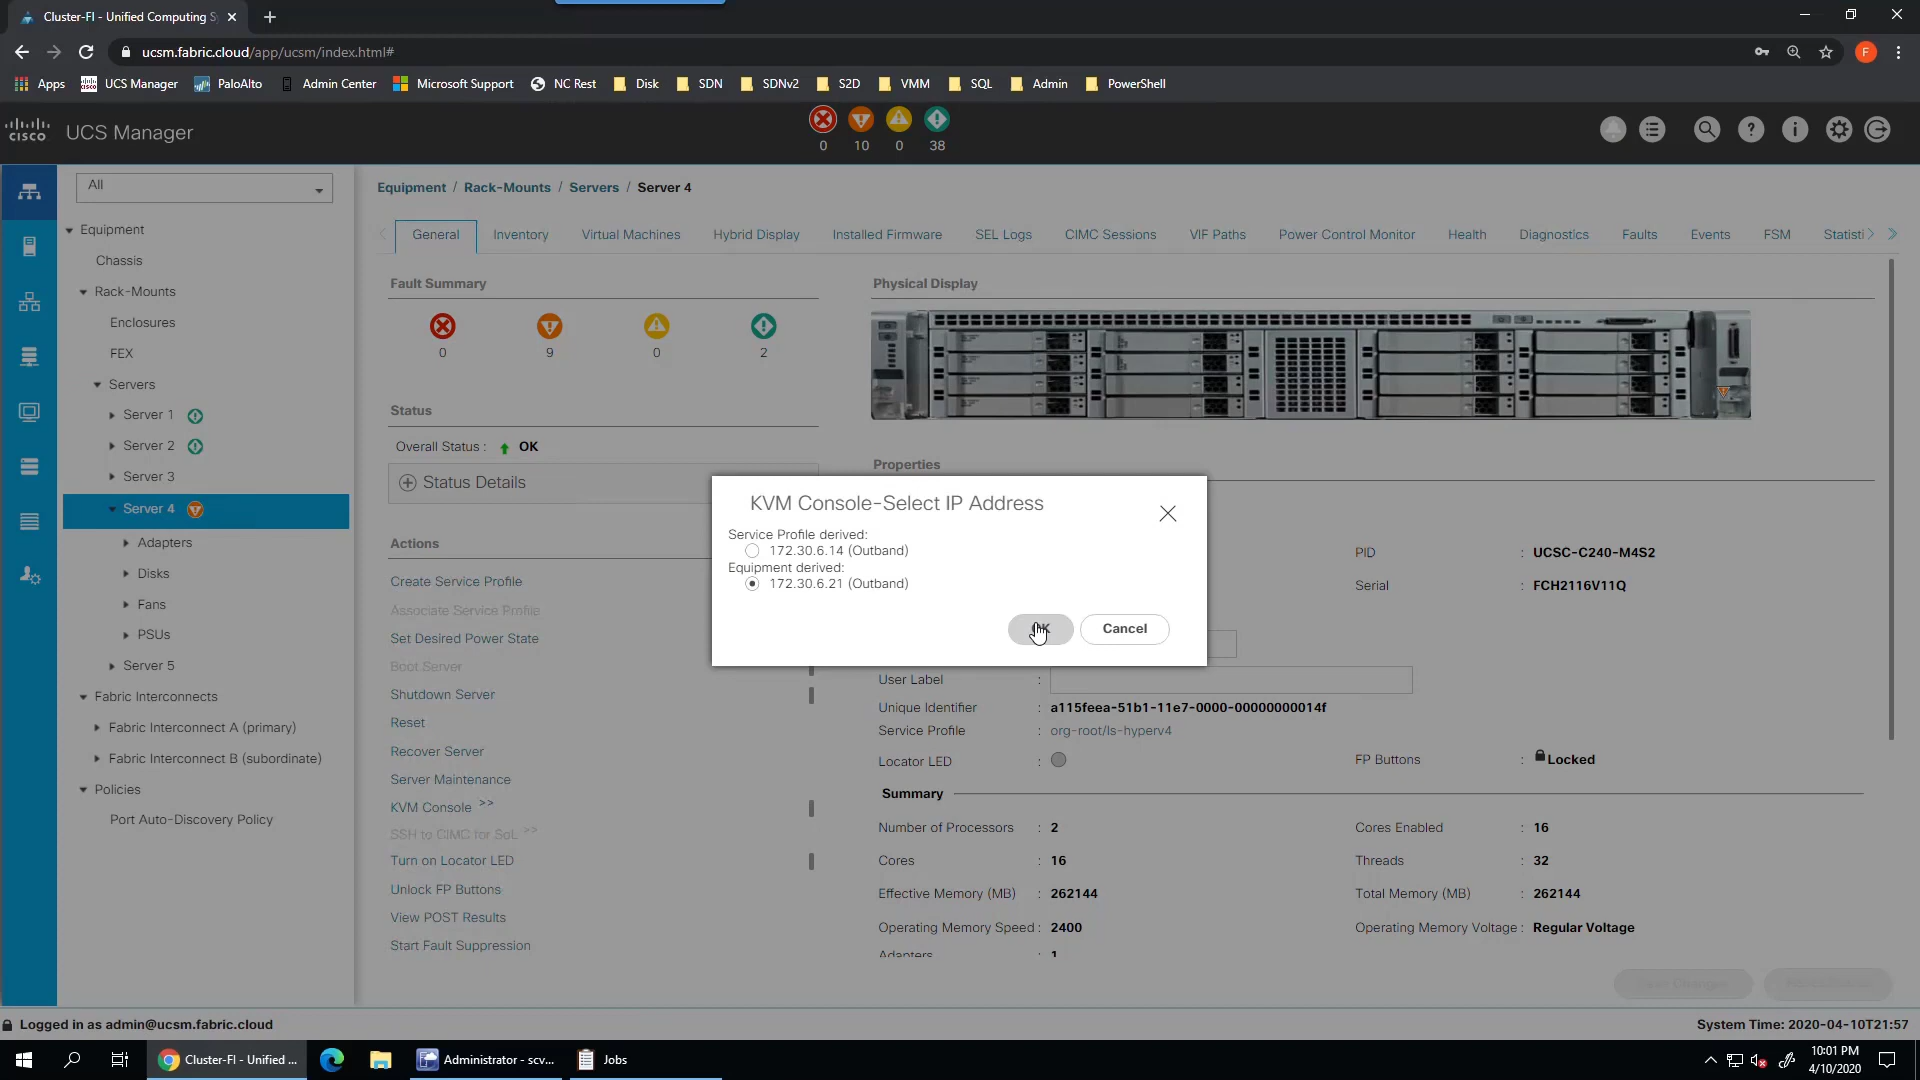 Cluster-FI - Unified Computing S
ucsm.fabric.cloud/app/ucsm/index.html#
F
Apps UCS Manager PaloAlto Admin Center Microsoft Support NC Rest Disk SDN SDNv2 S2D VMM SQL Admin PowerShell
CISCO UCS Manager
0 10 0 38
All
Equipment
Chassis
Rack-Mounts
Enclosures
FEX
Servers
Server 1
Server 2
Server 3
Server 4
Adapters
Disks
Fans
PSUs
Server 5
Fabric Interconnects
Fabric Interconnect A (primary)
Fabric Interconnect B (subordinate)
Policies
Port Auto-Discovery Policy
Equipment / Rack-Mounts / Servers / Server 4
General Inventory Virtual Machines Hybrid Display Installed Firmware SEL Logs CIMC Sessions VIF Paths Power Control Monitor Health Diagnostics Faults Events FSM Statisti
Fault Summary
0 9 0 2
Status
Overall Status : OK
Status Details
Actions
Create Service Profile
Associate Service Profile
Set Desired Power State
Boot Server
Shutdown Server
Reset
Recover Server
Server Maintenance
KVM Console >>
SSH to CIMC for SoL >>
Turn on Locator LED
Unlock FP Buttons
View POST Results
Start Fault Suppression
Physical Display
Properties
KVM Console-Select IP Address
Service Profile derived:
172.30.6.14 (Outband)
Equipment derived:
172.30.6.21 (Outband)
OK Cancel
PID : UCSC-C240-M4S2
Serial : FCH2116V11Q
User Label :
Unique Identifier : a115feea-51b1-11e7-0000-00000000014f
Service Profile : org-root/ls-hyperv4
Locator LED : FP Buttons : Locked
Summary
Number of Processors : 2 Cores Enabled : 16
Cores : 16 Threads : 32
Effective Memory (MB) : 262144 Total Memory (MB) : 262144
Operating Memory Speed : 2400 Operating Memory Voltage : Regular Voltage
Adapters : 1
Logged in as admin@ucsm.fabric.cloud
System Time: 2020-04-10T21:57
Cluster-FI - Unified ... Administrator - scv... Jobs
10:01 PM
4/10/2020